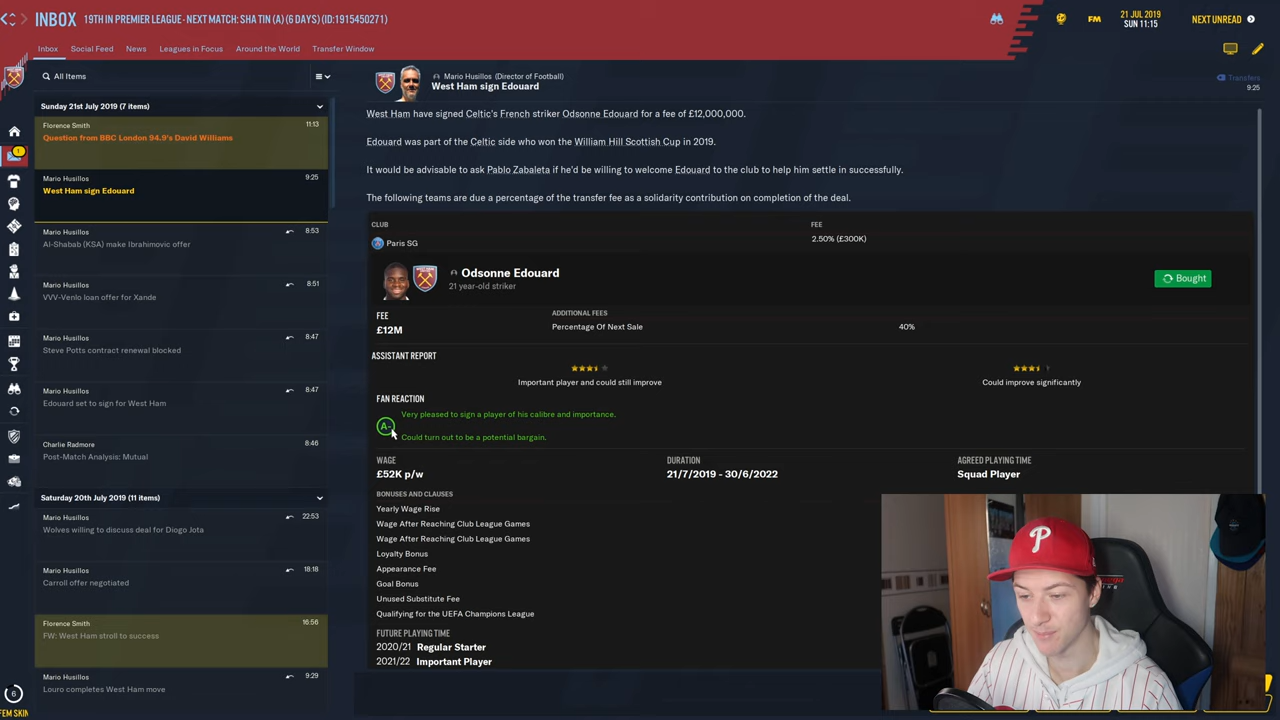 INBOX
19TH IN PREMIER LEAGUE - NEXT MATCH: SHA TIN (A) (6 DAYS) (ID:1915450271)
FM
21 JUL 2019
SUN 11:15
NEXT UNREAD
Inbox
Social Feed
News
Leagues in Focus
Around the World
Transfer Window
All Items
Mario Husillos (Director of Football)
West Ham sign Edouard
Transfers
9:25
Sunday 21st July 2019 (7 items)
Florence Smith
11:13
Question from BBC London 94.9's David Williams
Mario Husillos
9:25
West Ham sign Edouard
Mario Husillos
8:53
Al-Shabab (KSA) make Ibrahimovic offer
Mario Husillos
8:51
VVV-Venlo loan offer for Xande
Mario Husillos
8:47
Steve Potts contract renewal blocked
Mario Husillos
8:47
Edouard set to sign for West Ham
Charlie Radmore
8:46
Post-Match Analysis: Mutual
Saturday 20th July 2019 (11 items)
Mario Husillos
22:53
Wolves willing to discuss deal for Diogo Jota
Mario Husillos
18:18
Carroll offer negotiated
Florence Smith
16:56
FW: West Ham stroll to success
Mario Husillos
9:29
Louro completes West Ham move
1
6
FEM SKIN
West Ham have signed Celtic's French striker Odsonne Edouard for a fee of £12,000,000.
Edouard was part of the Celtic side who won the William Hill Scottish Cup in 2019.
It would be advisable to ask Pablo Zabaleta if he'd be willing to welcome Edouard to the club to help him settle in successfully.
The following teams are due a percentage of the transfer fee as a solidarity contribution on completion of the deal.
CLUB
FEE
Paris SG
2.50% (£300K)
Odsonne Edouard
21 year-old striker
Bought
FEE
£12M
ADDITIONAL FEES
Percentage Of Next Sale
40%
ASSISTANT REPORT
Important player and could still improve
Could improve significantly
FAN REACTION
A-
Very pleased to sign a player of his calibre and importance.
Could turn out to be a potential bargain.
WAGE
£52K p/w
DURATION
21/7/2019 - 30/6/2022
AGREED PLAYING TIME
Squad Player
BONUSES AND CLAUSES
Yearly Wage Rise
Wage After Reaching Club League Games
Wage After Reaching Club League Games
Loyalty Bonus
Appearance Fee
Goal Bonus
Unused Substitute Fee
Qualifying for the UEFA Champions League
FUTURE PLAYING TIME
2020/21 Regular Starter
2021/22 Important Player
P